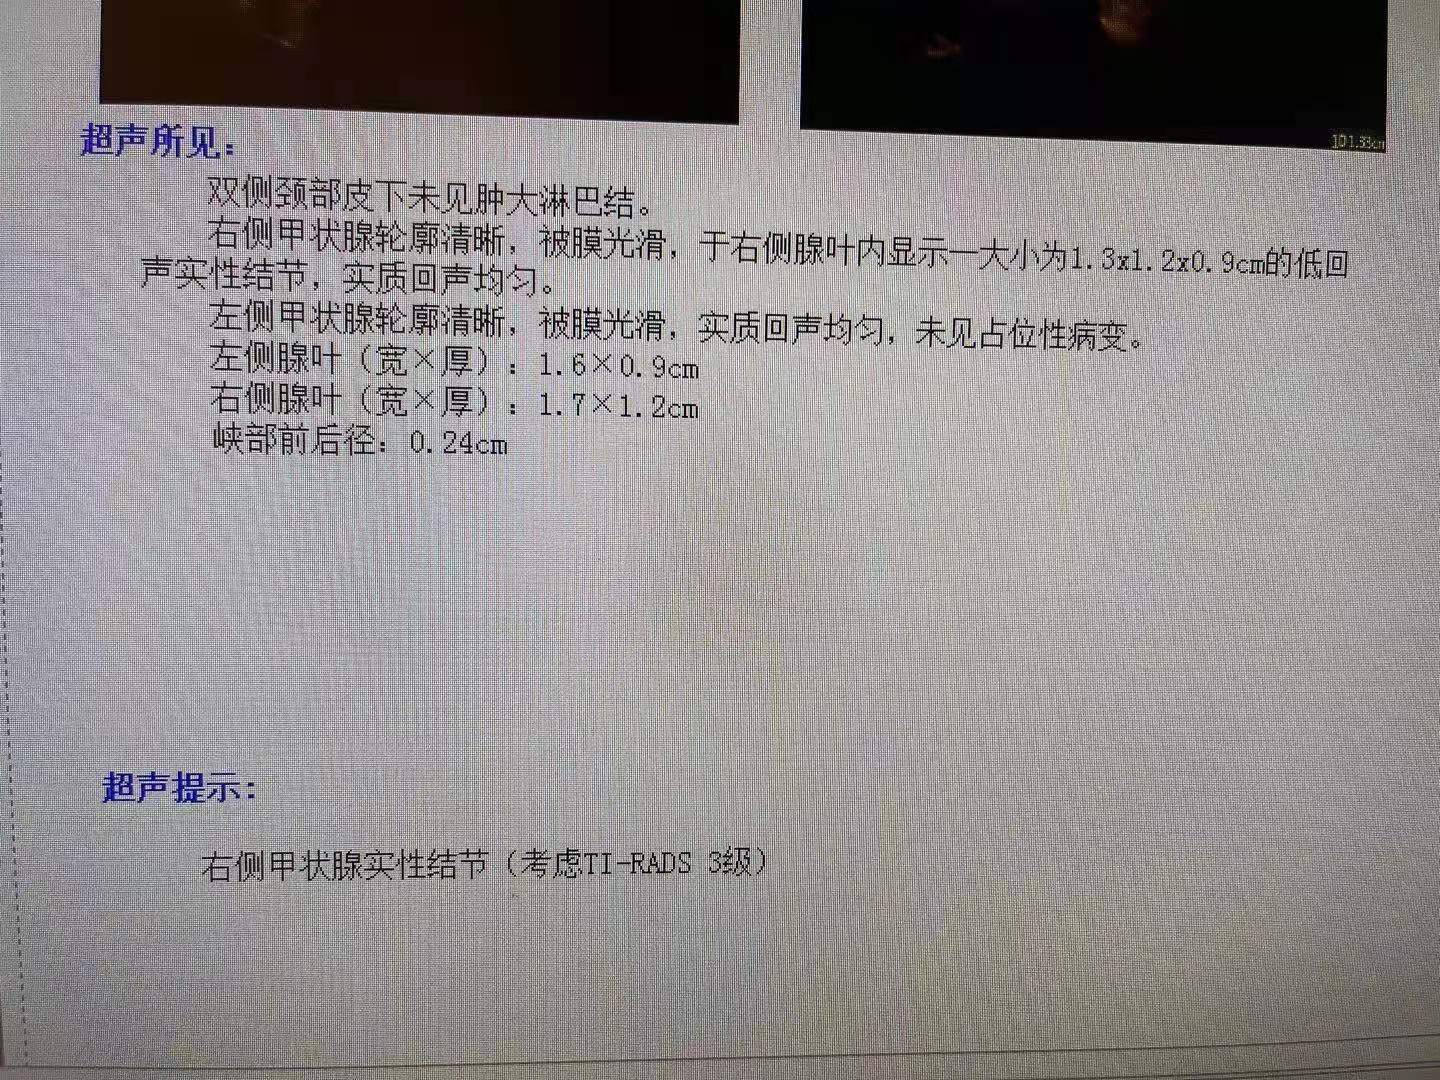 1D1.33cm
超声所见：
双侧颈部皮下未见肿大淋巴结。
右侧甲状腺轮廓清晰，被膜光滑，于右侧腺叶内显示一大小为1.3x1.2x0.9cm的低回
声实性结节，实质回声均匀。
左侧甲状腺轮廓清晰，被膜光滑，实质回声均匀，未见占位性病变。
左侧腺叶（宽×厚）：1.6×0.9cm
右侧腺叶（宽×厚）：1.7×1.2cm
峡部前后径：0.24cm
超声提示：
右侧甲状腺实性结节（考虑TI-RADS 3级）